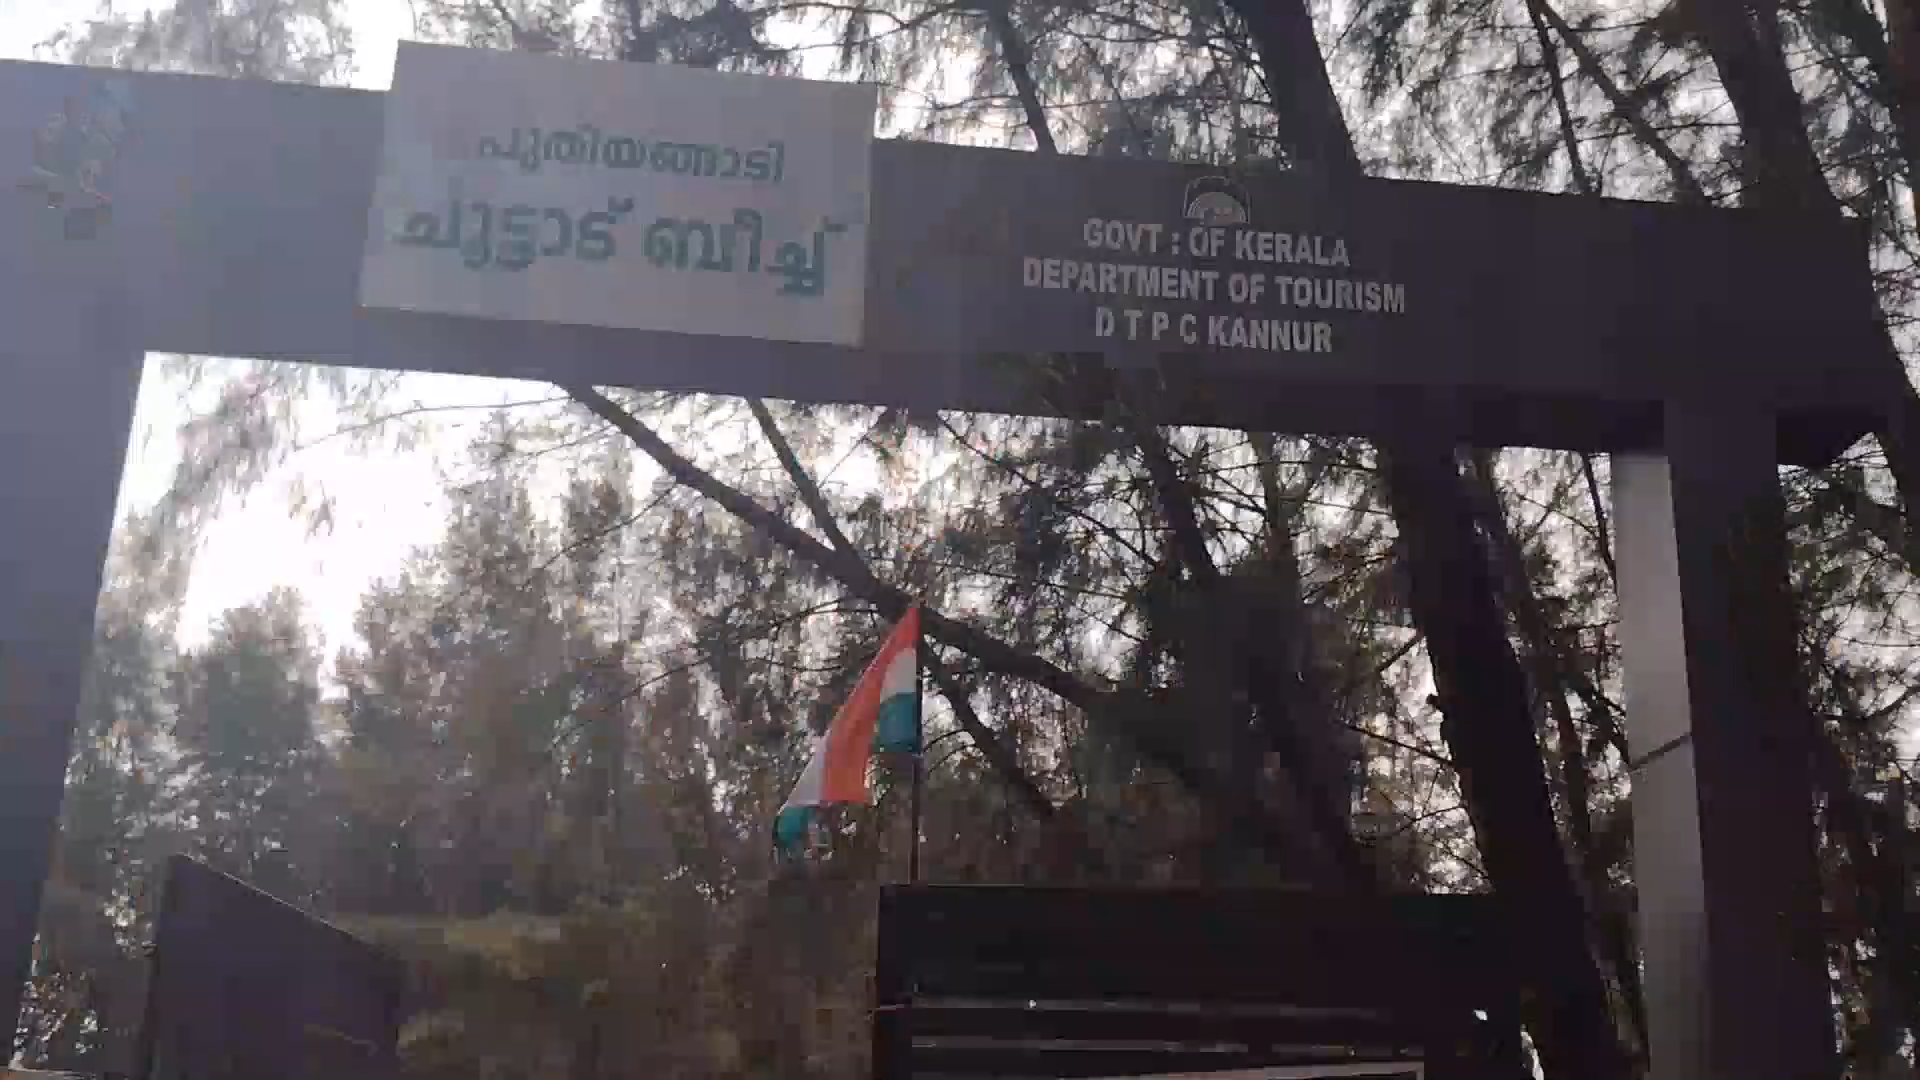 പുതിയങ്ങാടി
ചൂട്ടാട് ബീച്ച്
GOVT : OF KERALA
DEPARTMENT OF TOURISM
D T P C KANNUR